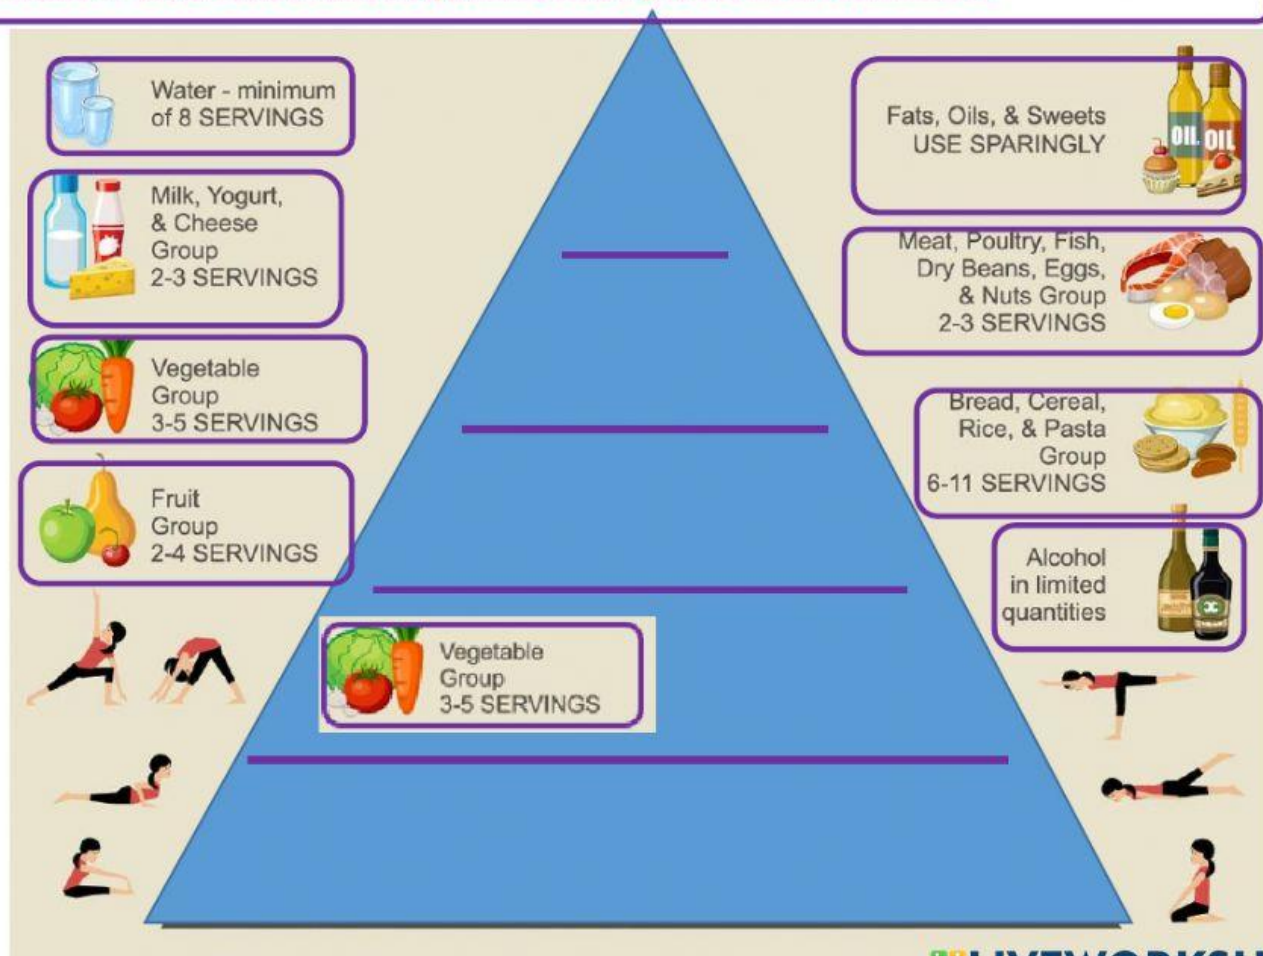 Water - minimum
of 8 SERVINGS
Milk, Yogurt,
& Cheese
Group
2-3 SERVINGS
Vegetable
Group
3-5 SERVINGS
Fruit
Group
2-4 SERVINGS
Fats, Oils, & Sweets
USE SPARINGLY
OIL OIL
Meat, Poultry, Fish,
Dry Beans, Eggs,
& Nuts Group
2-3 SERVINGS
Bread, Cereal,
Rice, & Pasta
Group
6-11 SERVINGS
Alcohol
in limited
quantities
Vegetable
Group
3-5 SERVINGS